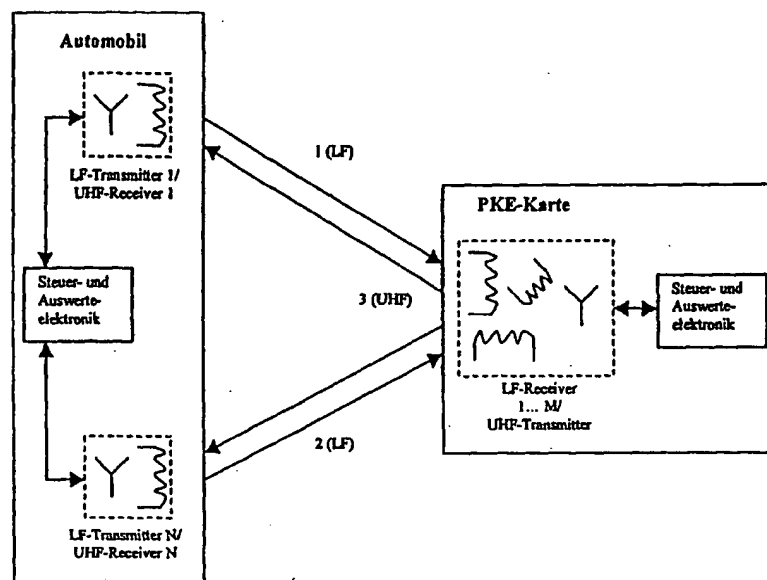 Automobil
LF-Transmitter 1/
UHF-Receiver 1
Steuer- und
Auswerte-
elektronik
LF-Transmitter N/
UHF-Receiver N
1 (LF)
3 (UHF)
2 (LF)
PKE-Karte
LF-Receiver
1... M/
UHF-Transmitter
Steuer- und
Auswerte-
elektronik